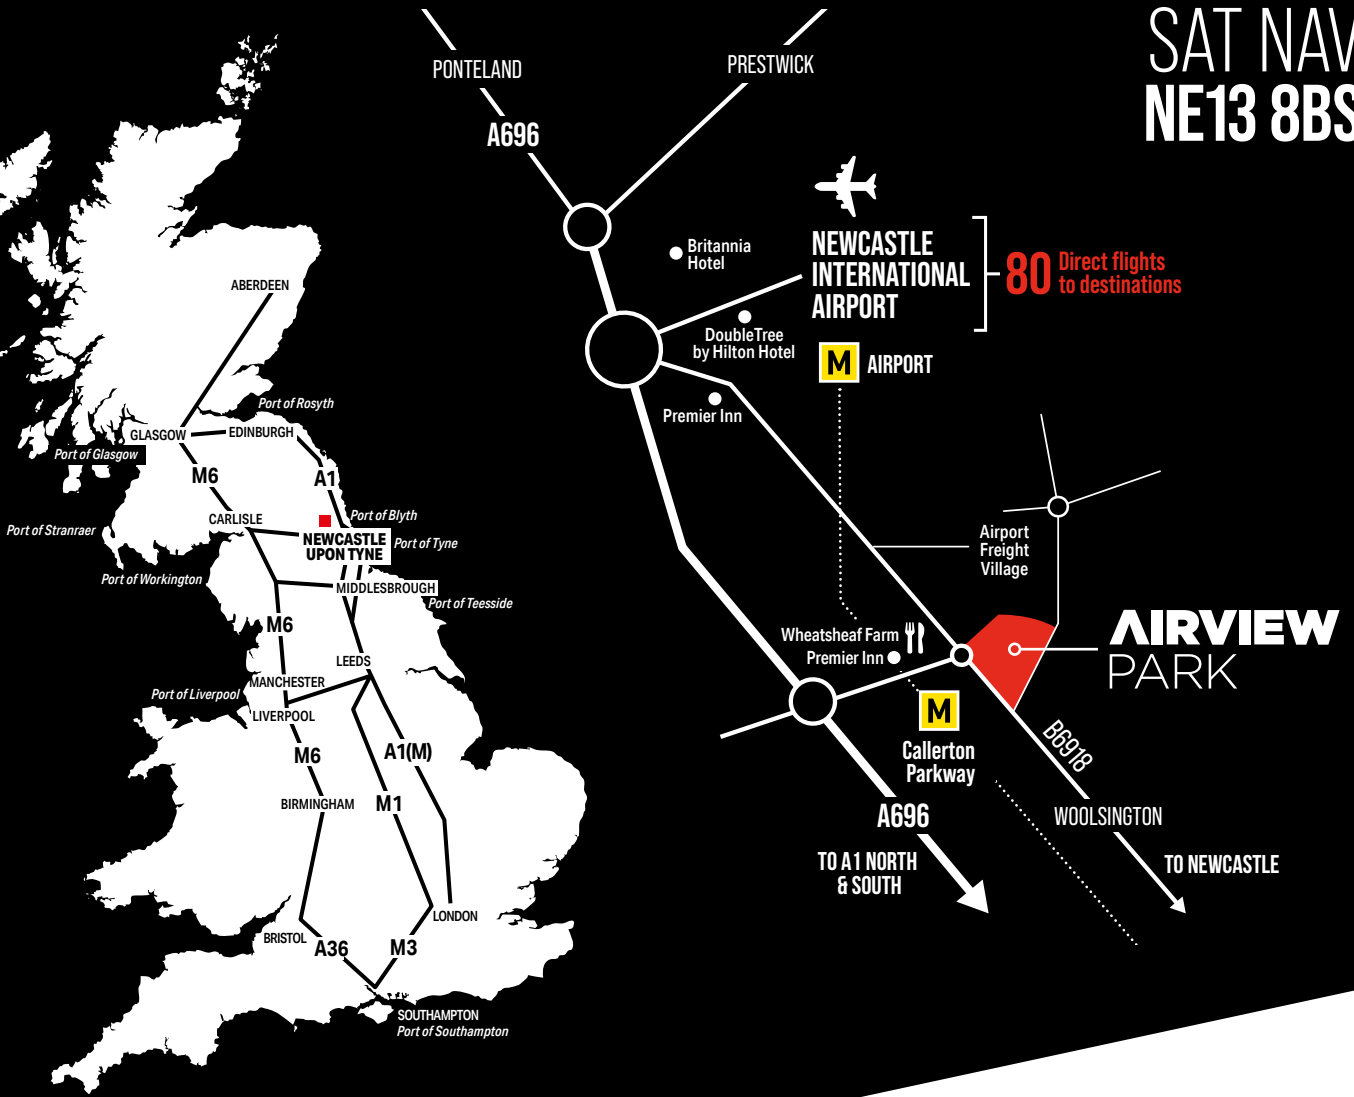 SAT NAV
NE13 8BS
PONTELAND
PRESTWICK
A696
Britannia
Hotel
NEWCASTLE
INTERNATIONAL
AIRPORT
80 Direct flights
to destinations
DoubleTree
by Hilton Hotel
M AIRPORT
Premier Inn
Airport
Freight
Village
Wheatsheaf Farm
Premier Inn
AIRVIEW
PARK
M
Callerton
Parkway
B6918
A696
WOOLSINGTON
TO A1 NORTH
& SOUTH
TO NEWCASTLE
ABERDEEN
Port of Rosyth
GLASGOW
EDINBURGH
Port of Glasgow
M6
A1
Port of Stranraer
CARLISLE
Port of Blyth
NEWCASTLE
UPON TYNE
Port of Tyne
Port of Workington
MIDDLESBROUGH
Port of Teesside
M6
LEEDS
MANCHESTER
Port of Liverpool
LIVERPOOL
M6
A1(M)
BIRMINGHAM
M1
LONDON
BRISTOL
A36
M3
SOUTHAMPTON
Port of Southampton